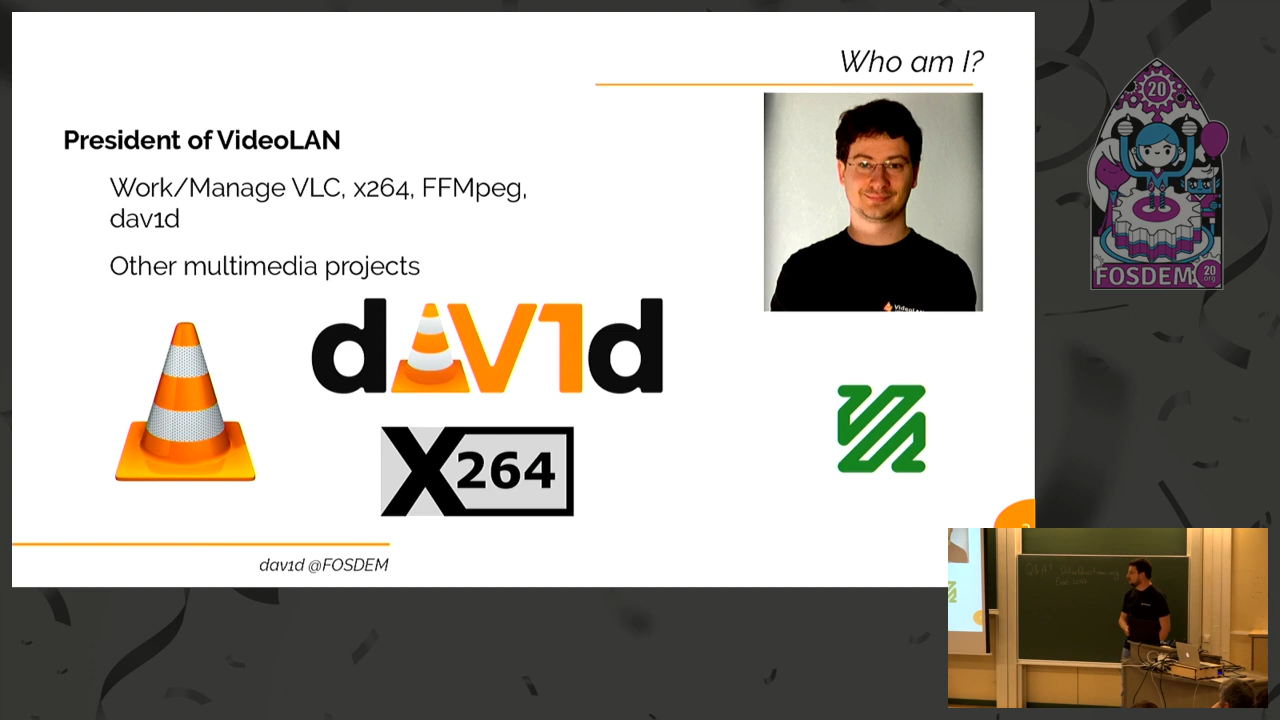 Who am I?
President of VideoLAN
Work/Manage VLC, x264, FFMpeg,
dav1d
Other multimedia projects
VideoLAN
dAV1d
X264
dav1d @FOSDEM
20
FOSDEM
20
.org